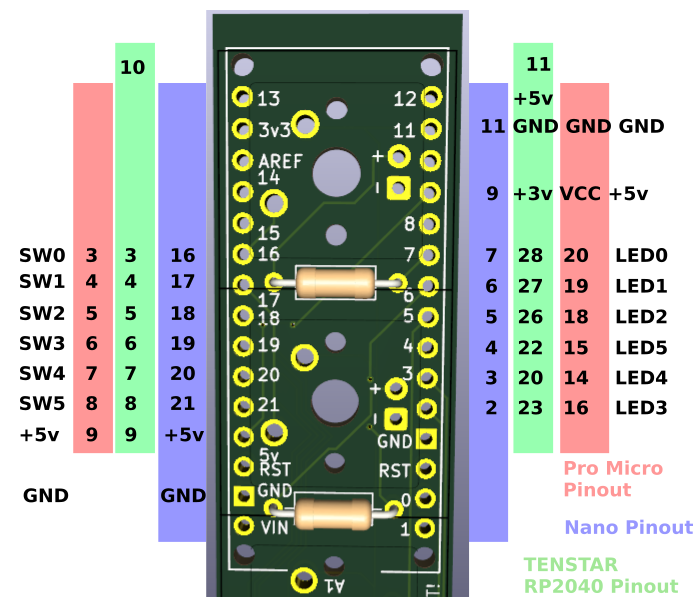 10
11
13
12
+5v
3v3
11
11 GND GND GND
AREF
+
14
-
9 +3v VCC +5v
8
15
SW0 3 3 16
16
7
7 28 20 LED0
SW1 4 4 17
17
6
6 27 19 LED1
SW2 5 5 18
18
5
5 26 18 LED2
SW3 6 6 19
19
4
4 22 15 LED5
SW4 7 7 20
20
3
3 20 14 LED4
SW5 8 8 21
21
+
2 23 16 LED3
-
+5v 9 9 +5v
5v
GND
RST
RST
GND GND
GND
0
VIN
1
A1
Pro Micro
Pinout
Nano Pinout
TENSTAR
RP2040 Pinout